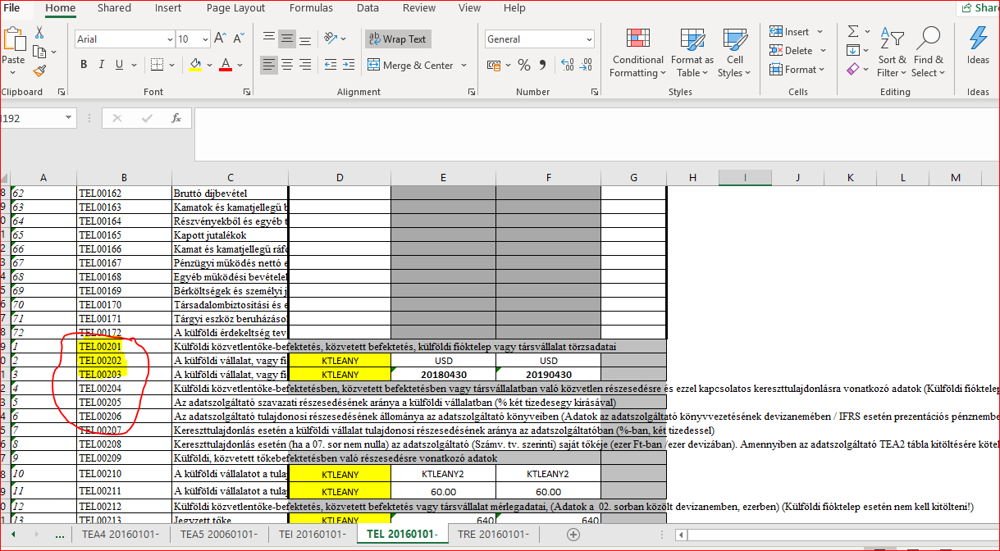 File Home Shared Insert Page Layout Formulas Data Review View Help Share
Arial 10 A A ab Wrap Text General Insert Σ
Paste B I U A Merge & Center % Conditional Format as Cell Delete Sort & Find & Ideas
Formatting Table Styles Format Filter Select
Clipboard Font Alignment Number Styles Cells Editing Ideas
I192 fx
A B C D E F G H I J K L M
8 62 TEL00162 Bruttó díjbevétel
9 63 TEL00163 Kamatok és kamatjellegű b
0 64 TEL00164 Részvényekből és egyéb t
1 65 TEL00165 Kapott jutalékok
2 66 TEL00166 Kamat és kamatjellegű ráfo
3 67 TEL00167 Pénzügyi működés nettó e
4 68 TEL00168 Egyéb működési bevételek
5 69 TEL00169 Bérköltségek és személyi j
6 70 TEL00170 Társadalombiztosítási és e
7 71 TEL00171 Tárgyi eszköz beruházások
8 72 TEL00172 A külföldi érdekeltség tev
9 1 TEL00201 Külföldi közvetlentőke-befektetés, közvetett befektetés, külföldi fióktelep vagy társvállalat törzsadatai
0 2 TEL00202 A külföldi vállalat, vagy fi KTLEANY USD USD
1 3 TEL00203 A külföldi vállalat, vagy fi KTLEANY 20180430 20190430
2 4 TEL00204 Külföldi közvetlentőke-befektetésben, közvetett befektetésben vagy társvállalatban való közvetlen részesedésre és ezzel kapcsolatos kereszttulajdonlásra vonatkozó adatok (Külföldi fióktelep
3 5 TEL00205 Az adatszolgáltató szavazati részesedésének aránya a külföldi vállalatban (% két tizedesegy kírásával)
4 6 TEL00206 Az adatszolgáltató tulajdonosi részesedésének állománya az adatszolgáltató könyveiben (Adatok az adatszolgáltató könyvvezetésének devizanemében / IFRS esetén prezentációs pénznembe
5 7 TEL00207 Kereszttulajdonlás esetén a külföldi vállalat tulajdonosi részesedésének aránya az adatszolgáltatóban (%-ban, két tizedessel)
6 8 TEL00208 Kereszttulajdonlás esetén (ha a 07. sor nem nulla) az adatszolgáltató (Számv. tv. szerinti) saját tőkéje (ezer Ft-ban /ezer devizában). Amennyiben az adatszolgáltató TEA2 tábla kitöltésére köte
7 9 TEL00209 Külföldi, közvetett tőkebefektetésben való részesedésre vonatkozó adatok
8 10 TEL00210 A külföldi vállalatot a tula KTLEANY KTLEANY2 KTLEANY2
9 11 TEL00211 A külföldi vállalatot a tula KTLEANY 60.00 60.00
0 12 TEL00212 Külföldi közvetlentőke-befektetés, közvetett befektetés vagy társvállalat mérlegadatai, (Adatok a 02. sorban közölt devizanemben, ezerben) (Külföldi fióktelep esetén nem kell kitölteni!)
1 13 TEL00213 Jegyzett tőke KTLEANY 640 640
... TEA4 20160101- TEA5 20060101- TEI 20160101- TEL 20160101- TRE 20160101-